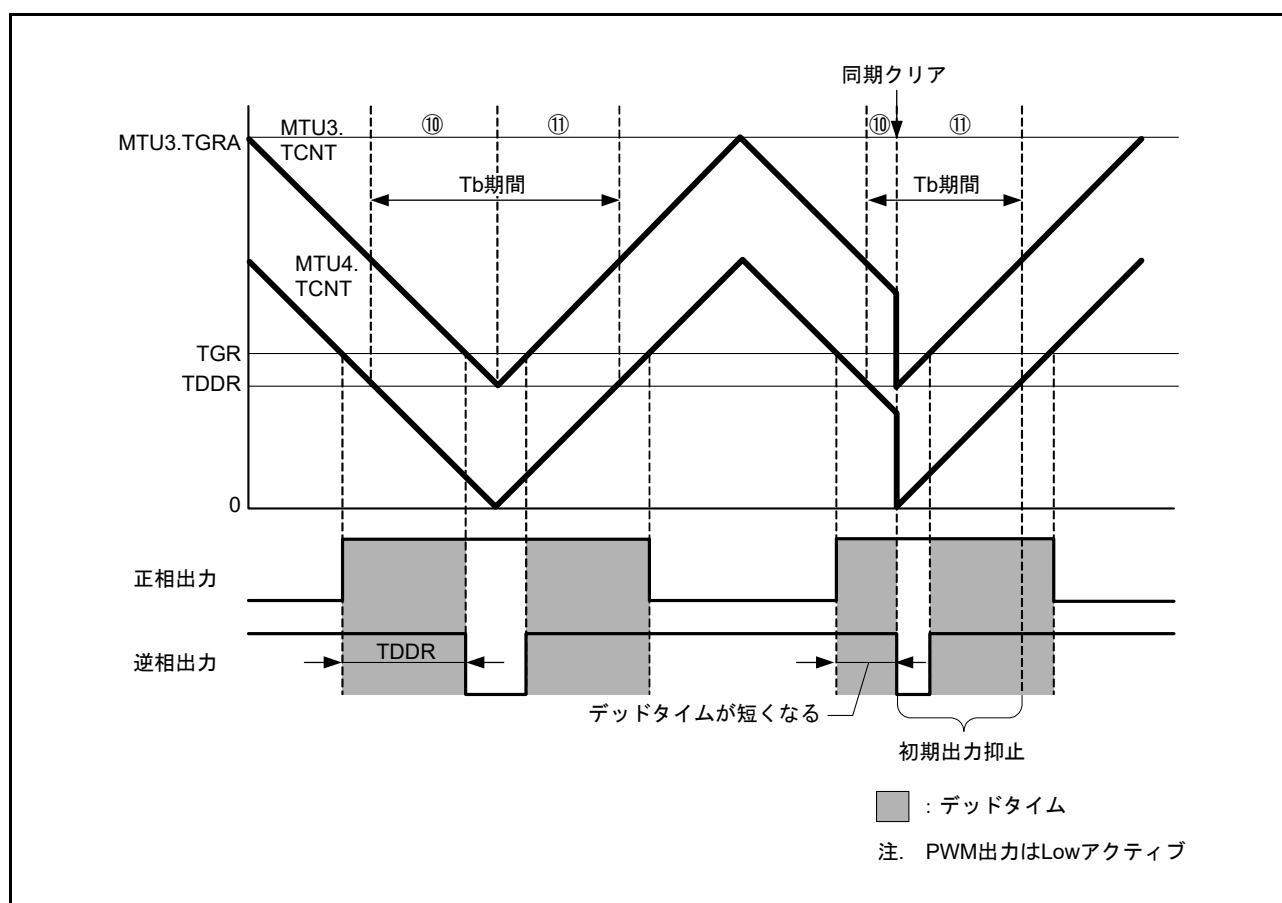 同期クリア
MTU3.TGRA
MTU3.
TCNT
⑩
⑪
⑩
⑪
Tb期間
Tb期間
MTU4.
TCNT
TGR
TDDR
0
正相出力
逆相出力
TDDR
デッドタイムが短くなる
初期出力抑止
：デッドタイム
注. PWM出力はLowアクティブ